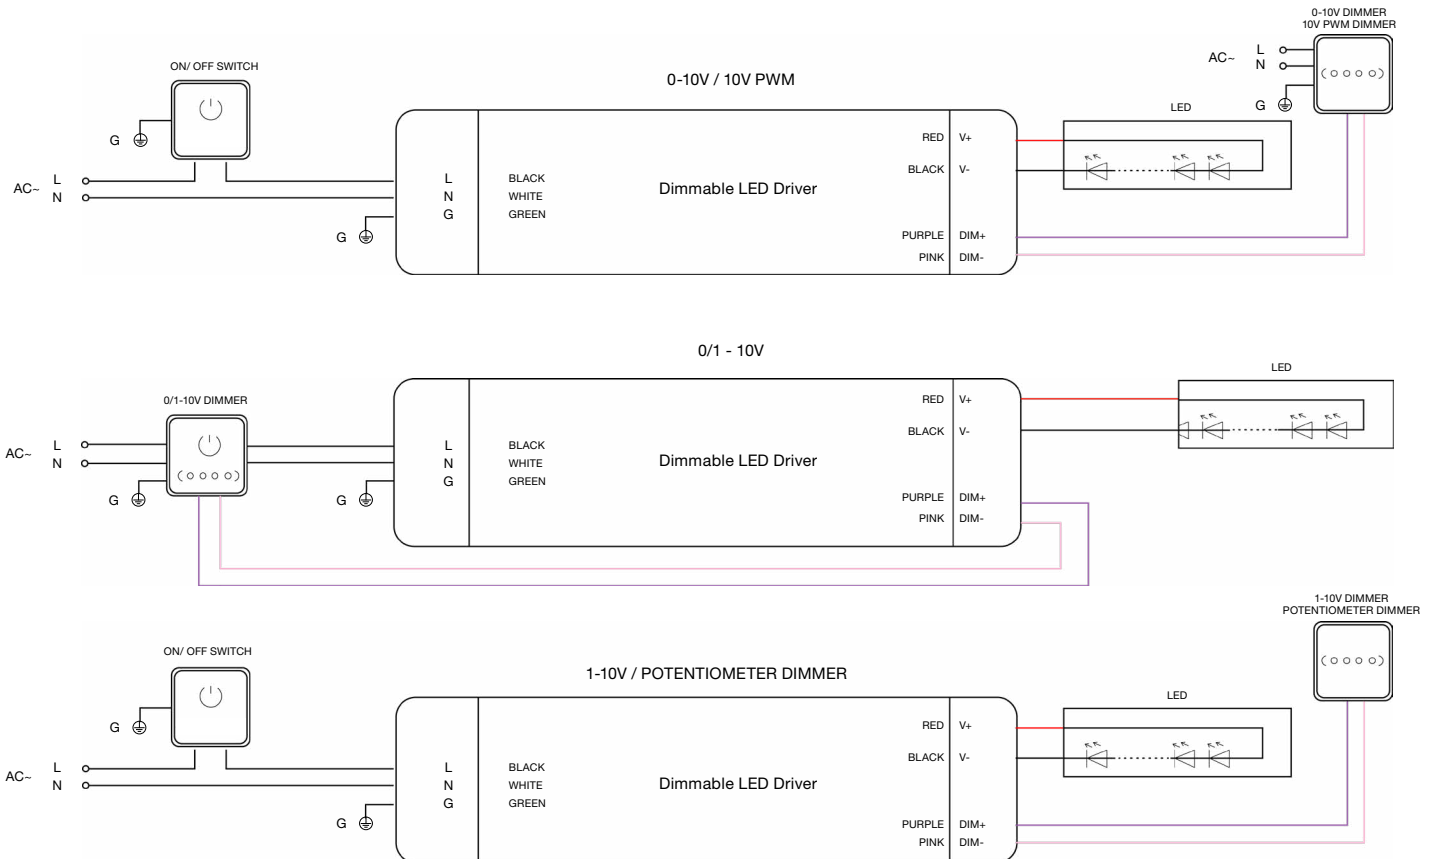 0-10V DIMMER
10V PWM DIMMER
ON/ OFF SWITCH
0-10V / 10V PWM
AC~ L
N
G
LED
G
AC~ L
N
L BLACK
N WHITE
G GREEN
G
Dimmable LED Driver
RED V+
BLACK V-
PURPLE DIM+
PINK DIM-
0/1 - 10V
LED
0/1-10V DIMMER
AC~ L
N
G
L BLACK
N WHITE
G GREEN
G
Dimmable LED Driver
RED V+
BLACK V-
PURPLE DIM+
PINK DIM-
1-10V DIMMER
POTENTIOMETER DIMMER
ON/ OFF SWITCH
1-10V / POTENTIOMETER DIMMER
LED
G
AC~ L
N
L BLACK
N WHITE
G GREEN
G
Dimmable LED Driver
RED V+
BLACK V-
PURPLE DIM+
PINK DIM-